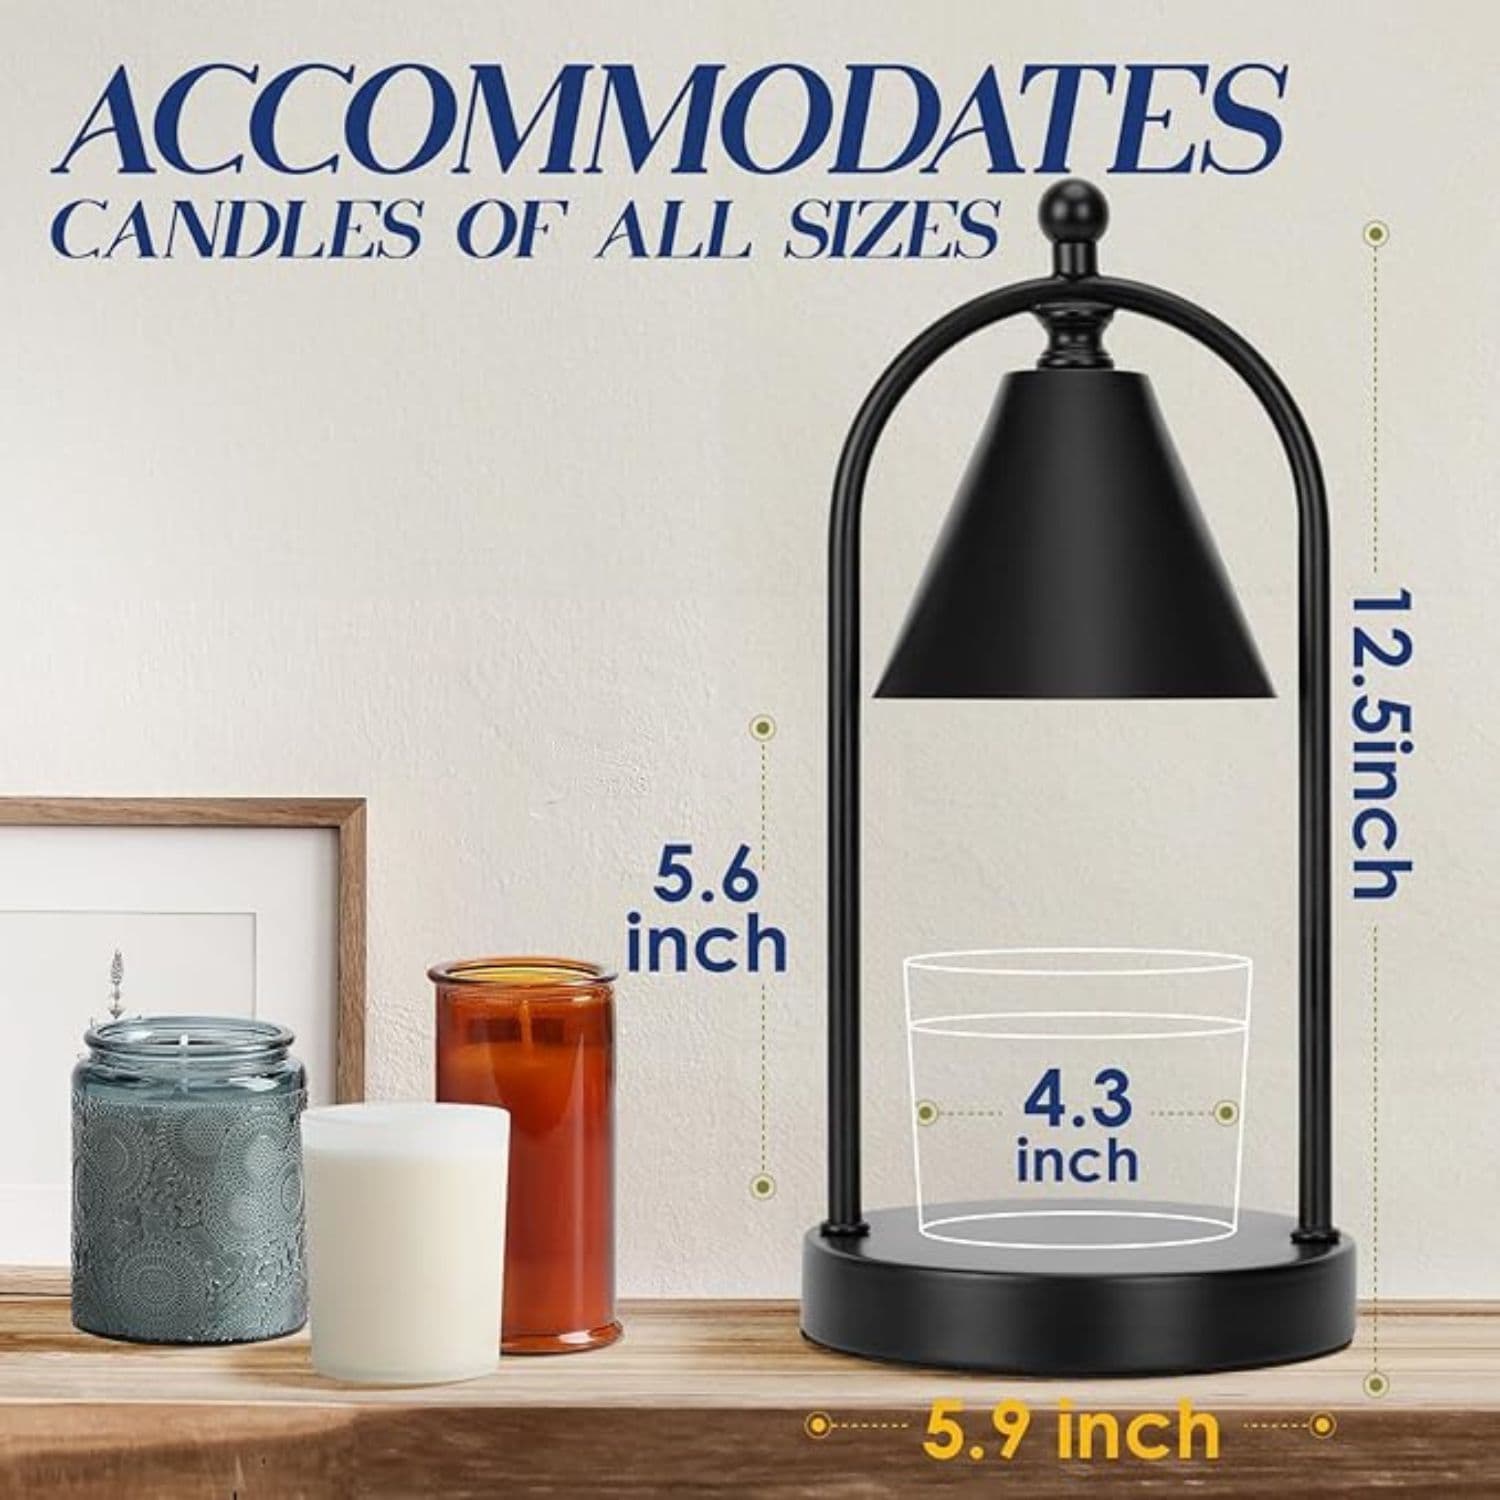 ACCOMMODATES
CANDLES OF ALL SIZES
12.5inch
5.6
inch
4.3
inch
5.9 inch